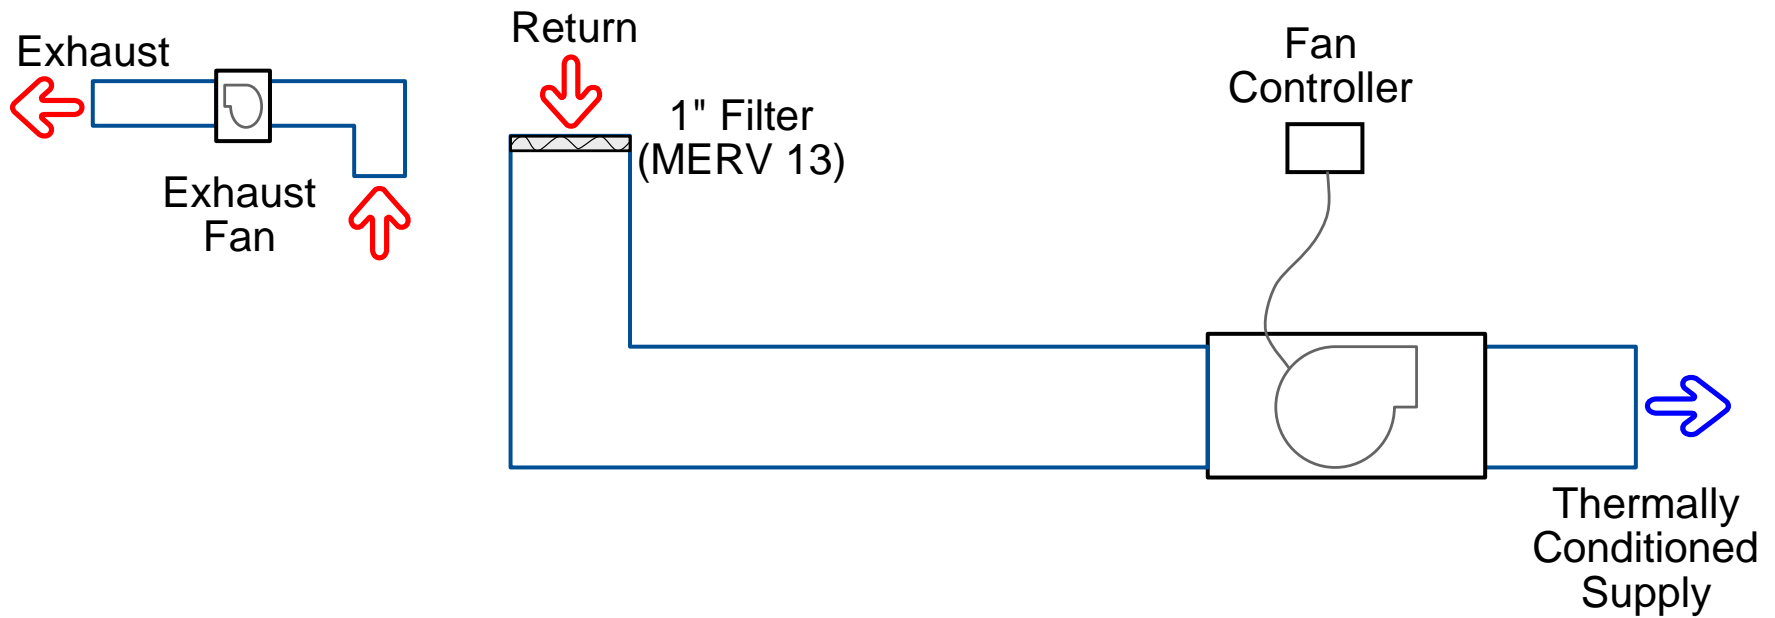 Exhaust
Exhaust
Fan
Return
1" Filter
(MERV 13)
Fan
Controller
Thermally
Conditioned
Supply